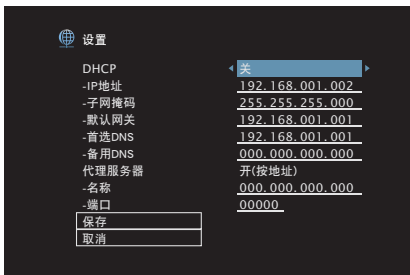 设置
DHCP 关
-IP地址 192.168.001.002
-子网掩码 255.255.255.000
-默认网关 192.168.001.001
-首选DNS 192.168.001.001
-备用DNS 000.000.000.000
代理服务器 开(按地址)
-名称 000.000.000.000
-端口 00000
保存
取消